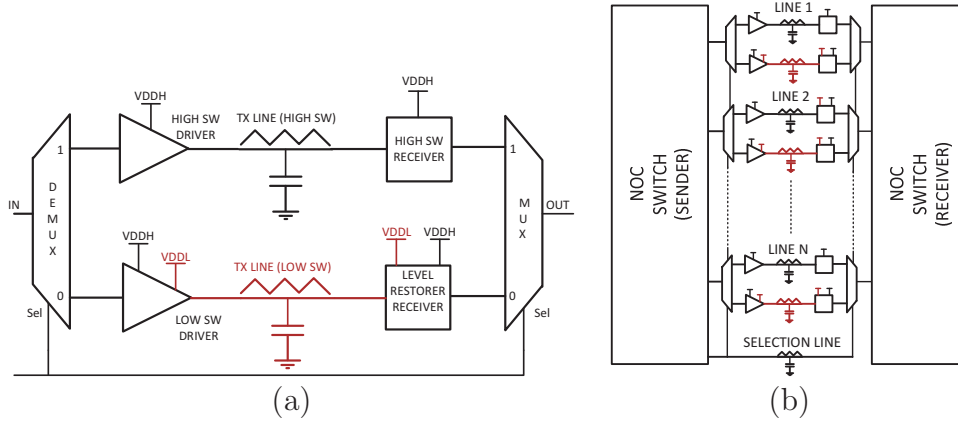 VDDH
HIGH SW
DRIVER
TX LINE (HIGH SW)
VDDH
HIGH SW
RECEIVER
1
1
DEMUX
MUX
IN
OUT
VDDH
VDDL
TX LINE (LOW SW)
VDDL
VDDH
LEVEL
RESTORER
RECEIVER
0
0
Sel
Sel
LOW SW
DRIVER
(a)
NOC
SWITCH
(SENDER)
LINE 1
LINE 2
LINE N
SELECTION LINE
NOC
SWITCH
(RECEIVER)
(b)